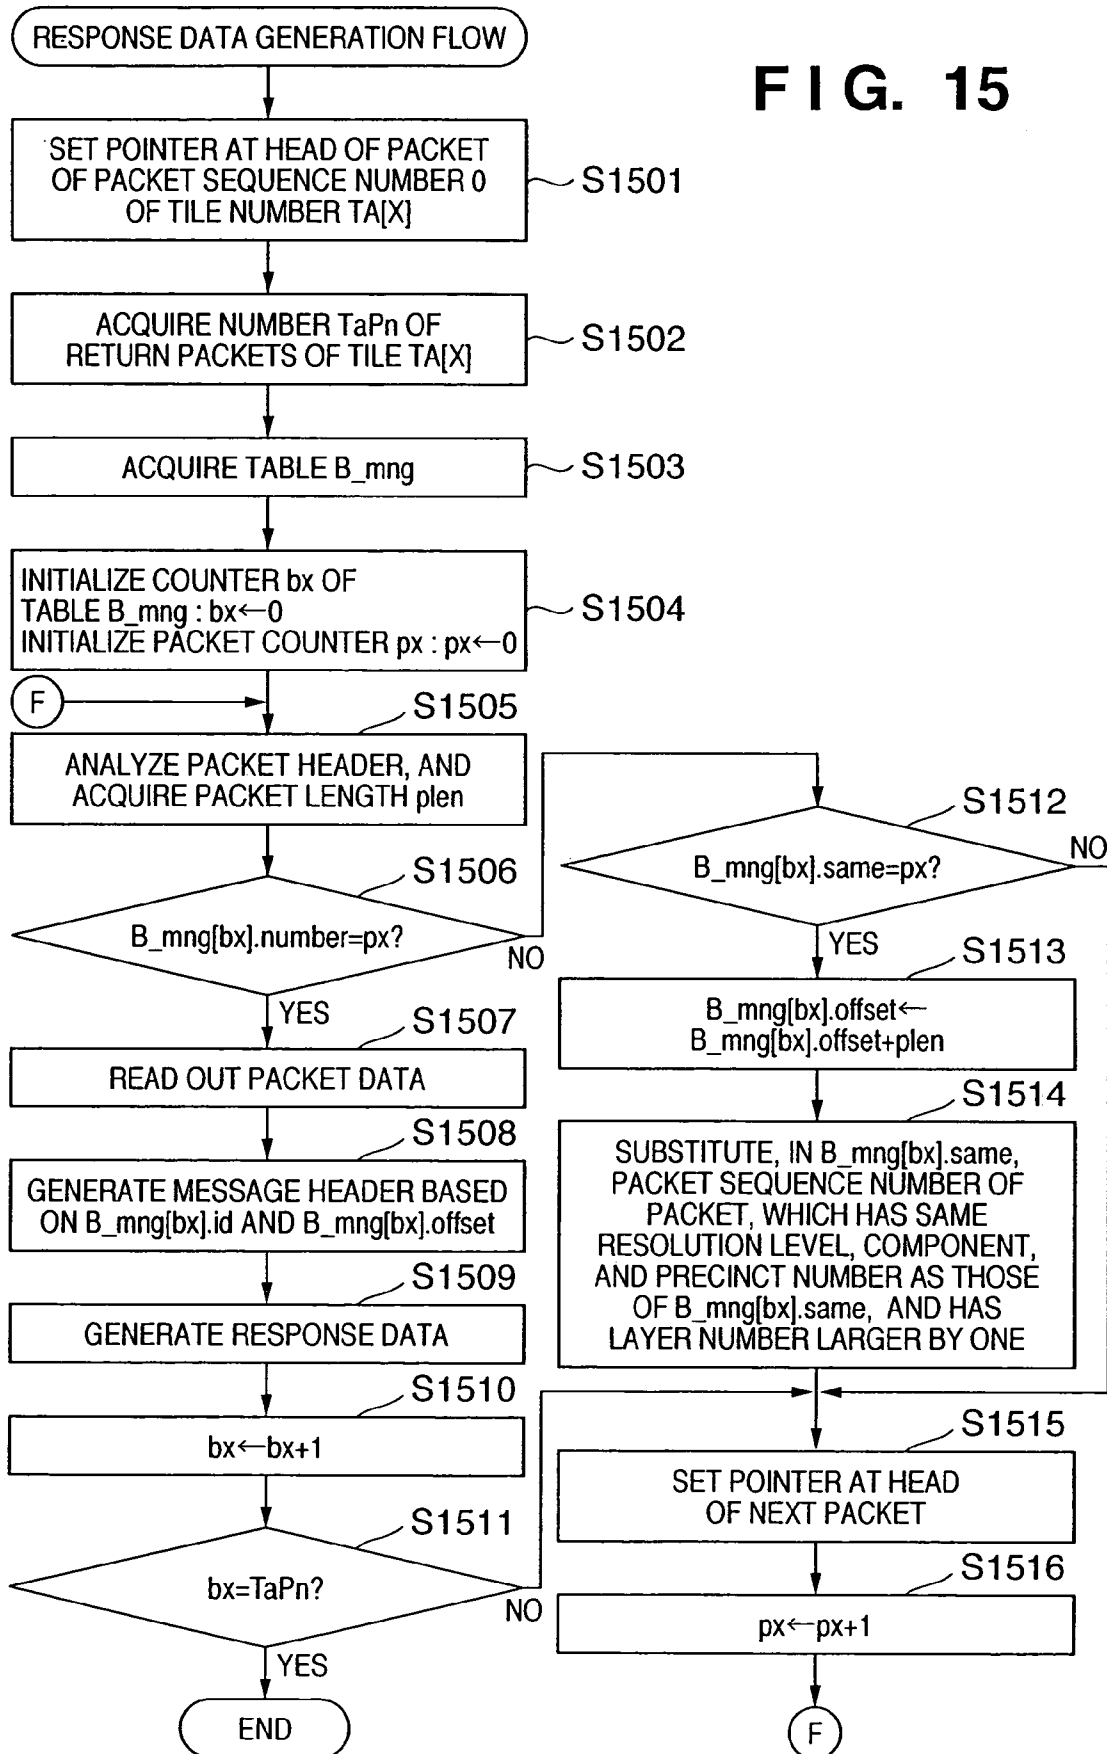 RESPONSE DATA GENERATION FLOW
FIG. 15
SET POINTER AT HEAD OF PACKET
OF PACKET SEQUENCE NUMBER 0
OF TILE NUMBER TA[X]
S1501
ACQUIRE NUMBER TaPn OF
RETURN PACKETS OF TILE TA[X]
S1502
ACQUIRE TABLE B_mng
S1503
INITIALIZE COUNTER bx OF
TABLE B_mng : bx←0
INITIALIZE PACKET COUNTER px : px←0
S1504
F
S1505
ANALYZE PACKET HEADER, AND
ACQUIRE PACKET LENGTH plen
S1506
B_mng[bx].number=px?
NO
YES
S1507
READ OUT PACKET DATA
S1508
GENERATE MESSAGE HEADER BASED
ON B_mng[bx].id AND B_mng[bx].offset
S1509
GENERATE RESPONSE DATA
S1510
bx←bx+1
S1511
bx=TaPn?
NO
YES
END
S1512
B_mng[bx].same=px?
NO
YES
S1513
B_mng[bx].offset←
B_mng[bx].offset+plen
S1514
SUBSTITUTE, IN B_mng[bx].same,
PACKET SEQUENCE NUMBER OF
PACKET, WHICH HAS SAME
RESOLUTION LEVEL, COMPONENT,
AND PRECINCT NUMBER AS THOSE
OF B_mng[bx].same, AND HAS
LAYER NUMBER LARGER BY ONE
S1515
SET POINTER AT HEAD
OF NEXT PACKET
S1516
px←px+1
F